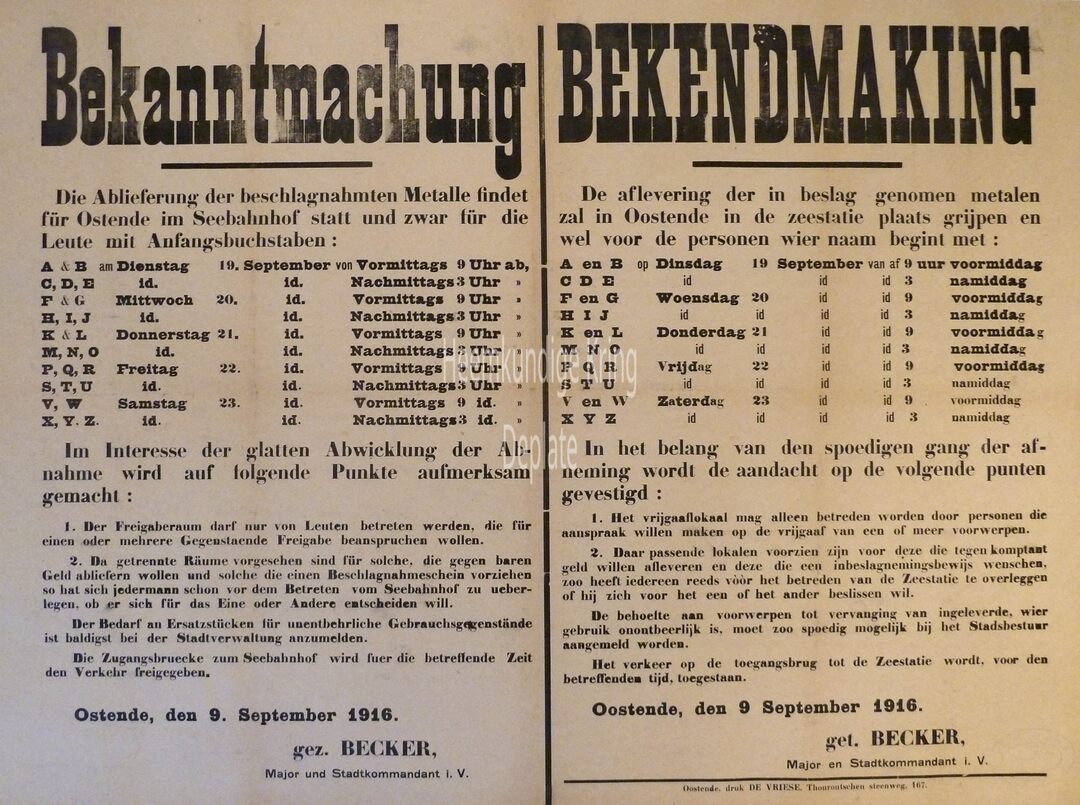 Bekanntmachung
Die Ablieferung der beschlagnahmten Metalle findet
für Ostende im Seebahnhof statt und zwar für die
Leute mit Anfangsbuchstaben :
A & B am Dienstag 19. September von Vormittags 9 Uhr ab,
C, D, E id. id. Nachmittags 3 Uhr »
F & G Mittwoch 20. id. Vormittags 9 Uhr »
H, I, J id. id. Nachmittags 3 Uhr »
K & L Donnerstag 21. id. Vormittags 9 Uhr »
M, N, O id. id. Nachmittags 3 Uhr »
P, Q, R Freitag 22. id. Vormittags 9 Uhr »
S, T, U id. id. Nachmittags 3 Uhr »
V, W Samstag 23. id. Vormittags 9 id. »
X, Y. Z. id. id. Nachmittags 3 id. »
Im Interesse der glatten Abwicklung der Ab-
nahme wird auf folgende Punkte aufmerksam
gemacht :
1. Der Freigaberaum darf nur von Leuten betreten werden, die für
einen oder mehrere Gegenstaende Freigabe beanspruchen wollen.
2. Da getrennte Räume vorgesehen sind für solche, die gegen baren
Geld abliefern wollen und solche die einen Beschlagnahmeschein vorziehen
so hat sich jedermann schon vor dem Betreten vom Seebahnhof zu ueber-
legen, ob er sich für das Eine oder Andere entscheiden will.
Der Bedarf an Ersatzstücken für unentbehrliche Gebrauchsgegenstände
ist baldigst bei der Stadtverwaltung anzumelden.
Die Zugangsbruecke zum Seebahnhof wird fuer die betreffende Zeit
den Verkehr freigegeben.
Ostende, den 9. September 1916.
gez. BECKER,
Major und Stadtkommandant i. V.
BEKENDMAKING
De aflevering der in beslag genomen metalen
zal in Oostende in de zeestatie plaats grijpen en
wel voor de personen wier naam begint met :
A en B op Dinsdag 19 September van af 9 uur voormiddag
C D E id id id 3 namiddag
F en G Woensdag 20 id id 9 voormiddag
H I J id id id 3 namiddag
K en L Donderdag 21 id id 9 voormiddag
M N O id id id 3 namiddag
P Q R Vrijdag 22 id id 9 voormiddag
S T U id id id 3 namiddag
V en W Zaterdag 23 id id 9 voormiddag
X Y Z id id id 3 namiddag
In het belang van den spoedigen gang der af-
neming wordt de aandacht op de volgende punten
gevestigd :
1. Het vrijgaaflokaal mag alleen betreden worden door personen die
aanspraak willen maken op de vrijgaaf van een of meer voorwerpen.
2. Daar passende lokalen voorzien zijn voor deze die tegen komptant
geld willen afleveren en deze die een inbeslagnemingsbewijs wenschen,
zoo heeft iedereen reeds vòòr het betreden van de Zeestatie te overleggen
of hij zich voor het een of het ander beslissen wil.
De behoefte aan voorwerpen tot vervanging van ingeleverde, wier
gebruik onontbeerlijk is, moet zoo spoedig mogelijk bij het Stadsbestuur
aangemeld worden.
Het verkeer op de toegangsbrug tot de Zeestatie wordt, voor den
betreffenden tijd, toegestaan.
Oostende, den 9 September 1916.
get. BECKER,
Major en Stadtkommandant i. V.
Oostende, druk DE VRIESE, Thouroutschen steenweg, 167.
Heemkundige Kring
De plate